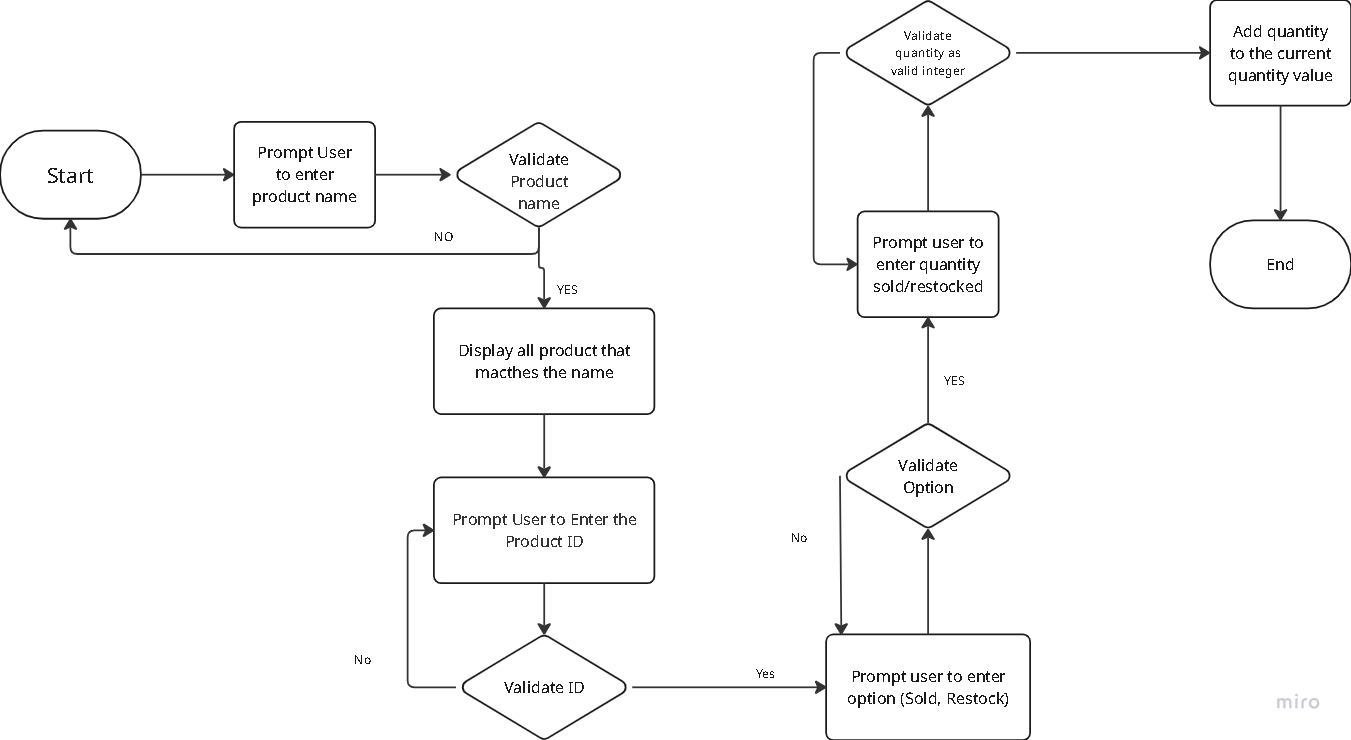 Start
Prompt User
to enter
product name
Validate
Product
name
NO
YES
Display all product that
macthes the name
Prompt User to Enter the
Product ID
No
Validate ID
Yes
Prompt user to enter
option (Sold, Restock)
No
Validate
Option
YES
Prompt user to
enter quantity
sold/restocked
Validate
quantity as
valid integer
Add quantity
to the current
quantity value
End
miro